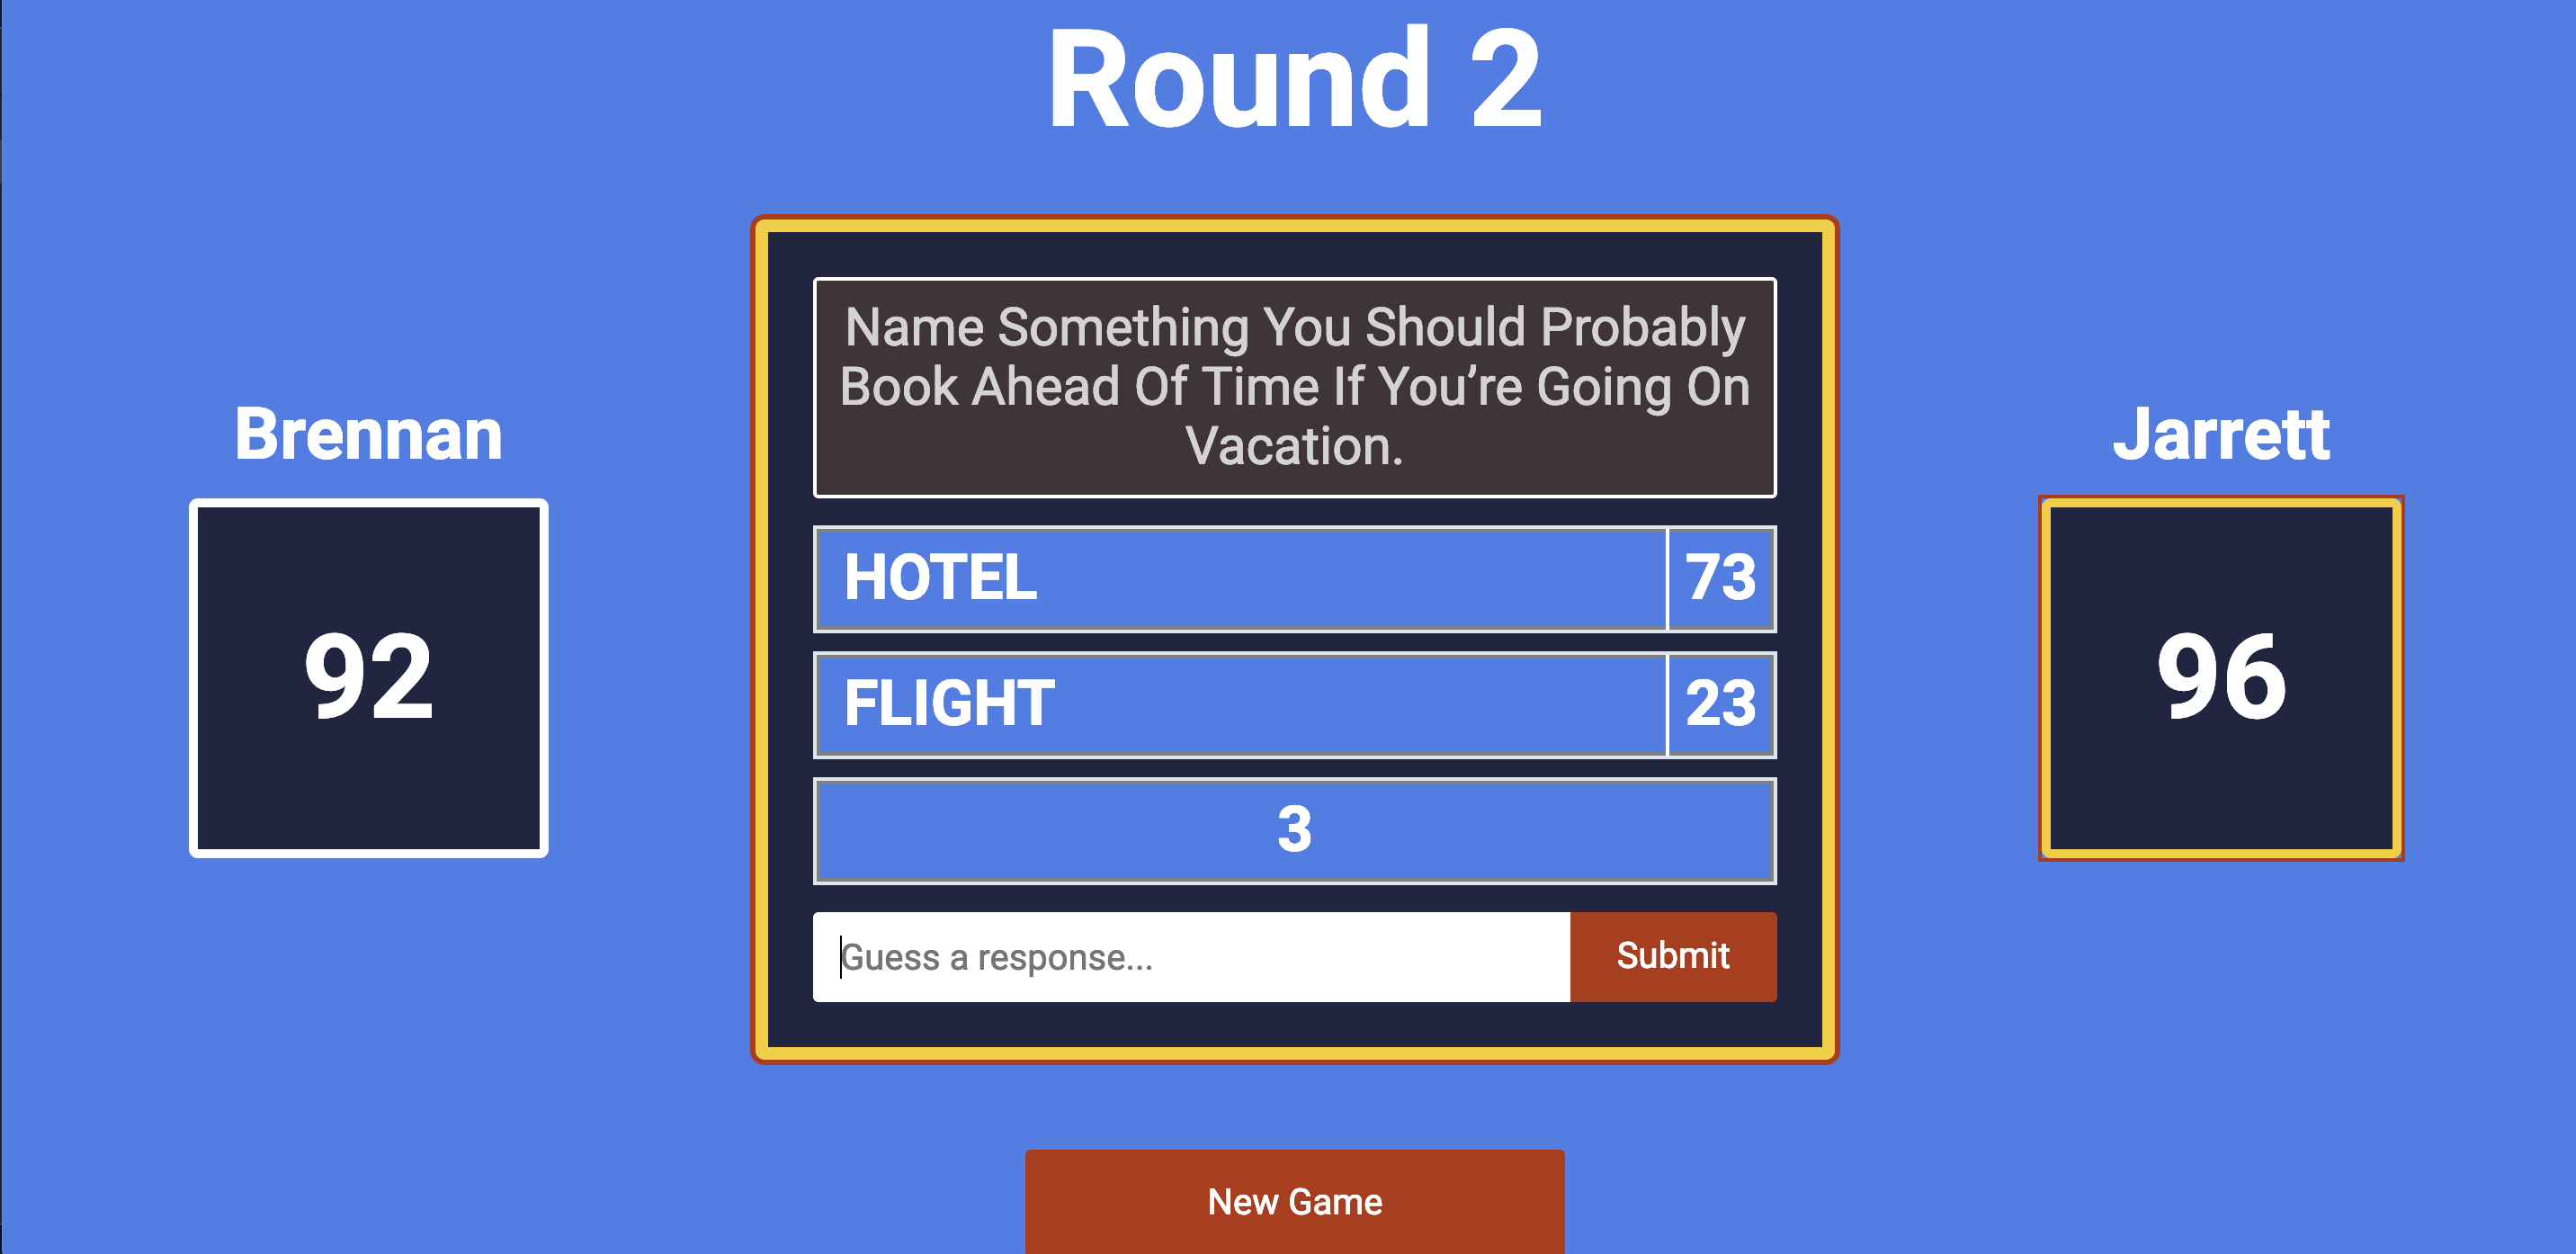 Round 2
Brennan
92
Name Something You Should Probably
Book Ahead Of Time If You’re Going On
Vacation.
HOTEL 73
FLIGHT 23
3
Guess a response...
Submit
Jarrett
96
New Game